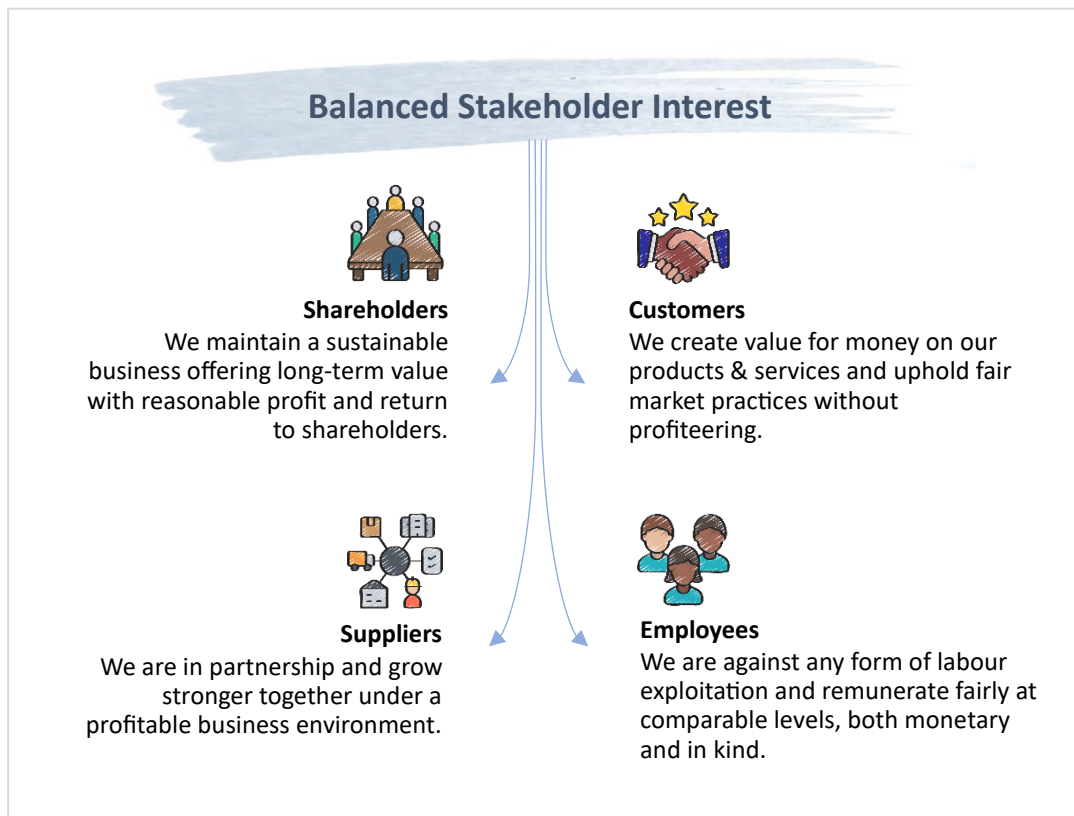 Balanced Stakeholder Interest
Shareholders
We maintain a sustainable
business offering long-term value
with reasonable profit and return
to shareholders.
Customers
We create value for money on our
products & services and uphold fair
market practices without
profiteering.
Suppliers
We are in partnership and grow
stronger together under a
profitable business environment.
Employees
We are against any form of labour
exploitation and remunerate fairly at
comparable levels, both monetary
and in kind.